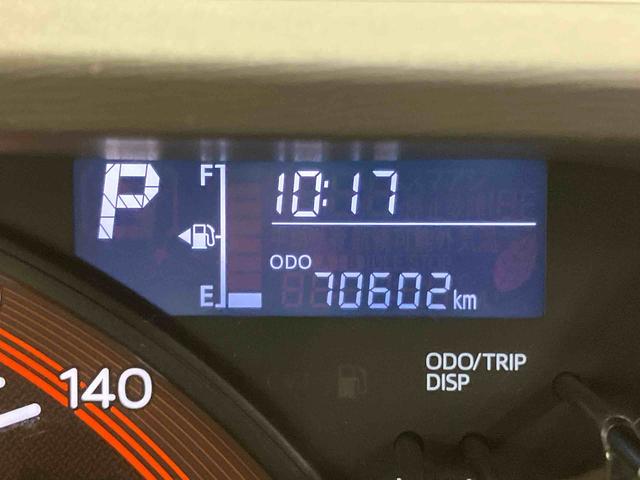 P
F
10:17
ODO
E
70602km
140
ODO/TRIP
DISP